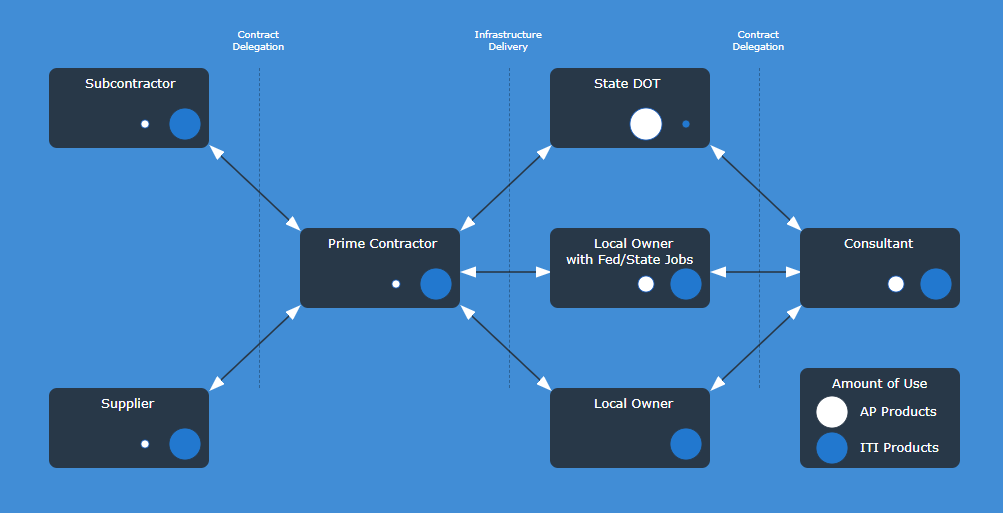 Contract
Delegation
Infrastructure
Delivery
Contract
Delegation
Subcontractor
State DOT
Prime Contractor
Local Owner
with Fed/State Jobs
Consultant
Supplier
Local Owner
Amount of Use
AP Products
ITI Products